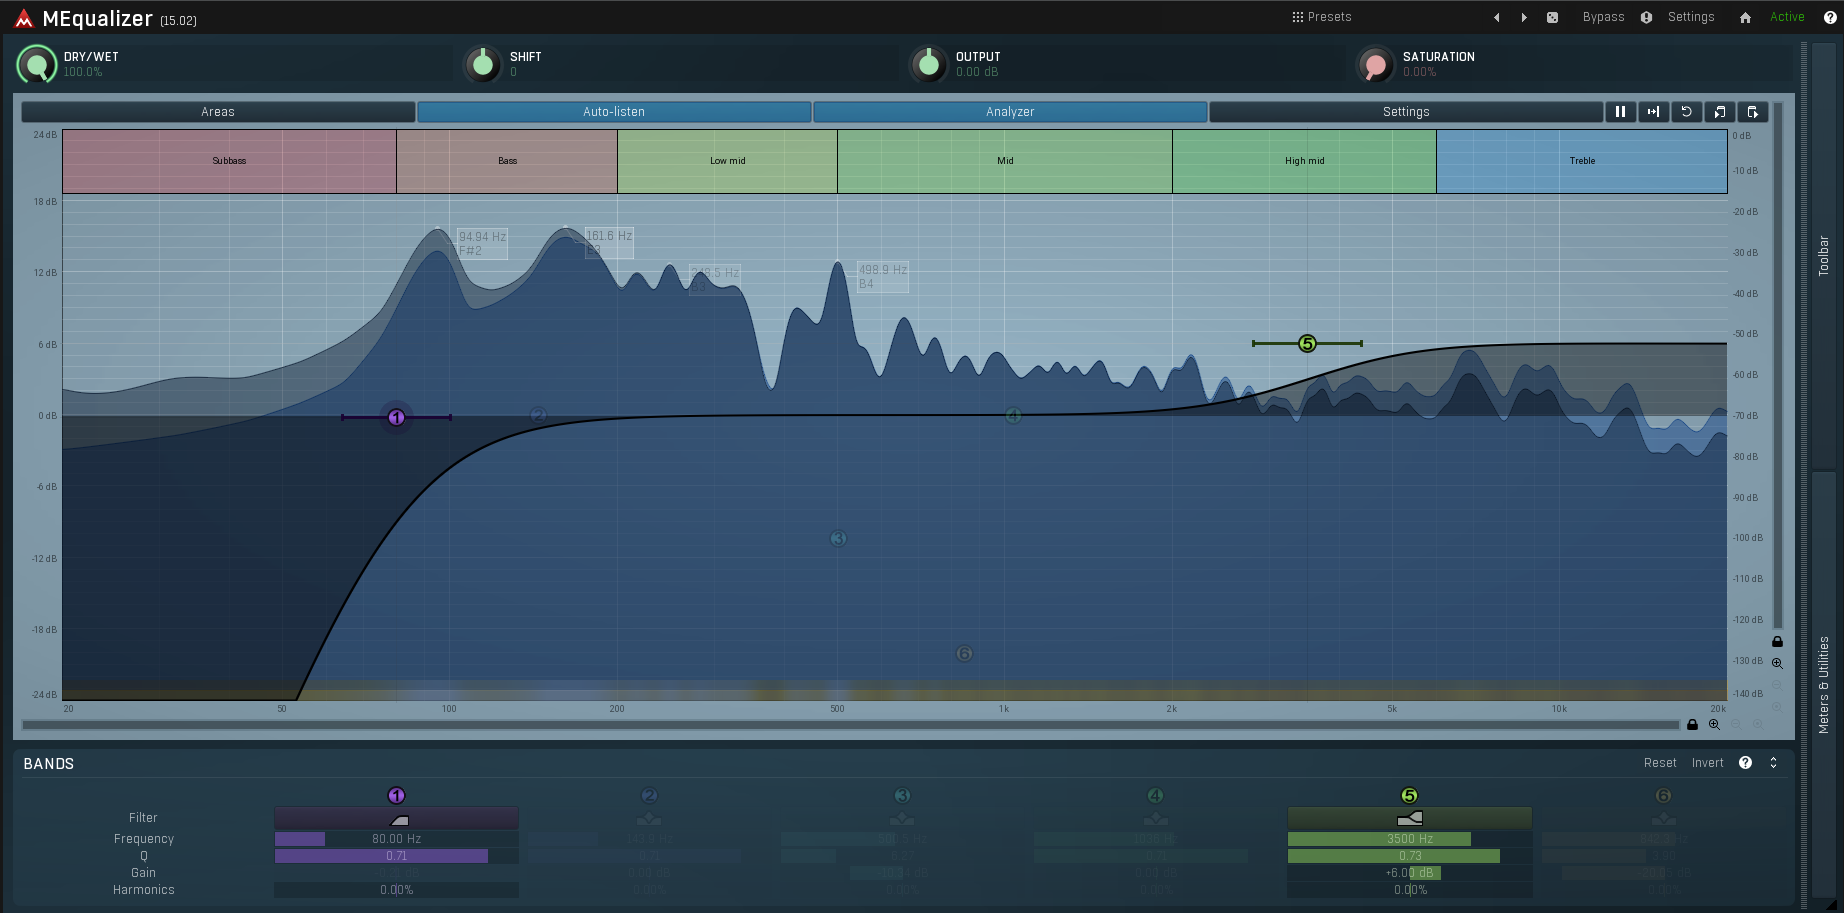 MEqualizer (15.02)
Presets
Bypass
Settings
Active
?
DRY/WET
100.0%
SHIFT
0
OUTPUT
0.00 dB
SATURATION
0.00%
Areas
Auto-listen
Analyzer
Settings
Subbass
Bass
Low mid
Mid
High mid
Treble
24 dB
18 dB
12 dB
6 dB
0 dB
-6 dB
-12 dB
-18 dB
-24 dB
0 dB
-10 dB
-20 dB
-30 dB
-40 dB
-50 dB
-60 dB
-70 dB
-80 dB
-90 dB
-100 dB
-110 dB
-120 dB
-130 dB
-140 dB
94.94 Hz
F#2
161.6 Hz
E3
B3
498.9 Hz
B4
1
2
3
4
5
6
20
50
100
200
500
1k
2k
5k
10k
20k
Toolbar
Meters & Utilities
BANDS
Reset
Invert
?
1
2
3
4
5
6
Filter
Frequency
80.00 Hz
3500 Hz
Q
0.71
0.73
Gain
+6.00 dB
Harmonics
0.00%
0.00%
0.00%
0.00%
0.00%
0.00%